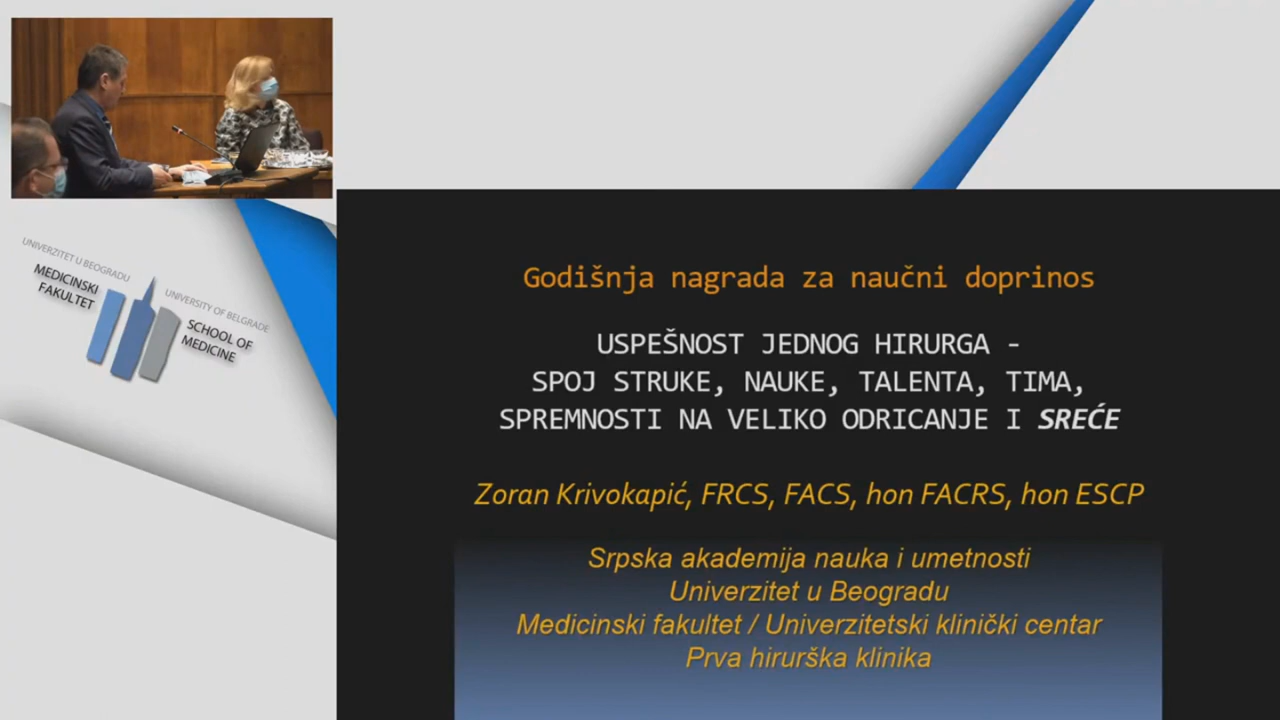 UNIVERZITET U BEOGRADU
MEDICINSKI
FAKULTET
UNIVERSITY OF BELGRADE
SCHOOL OF
MEDICINE
Godišnja nagrada za naučni doprinos
USPEŠNOST JEDNOG HIRURGA -
SPOJ STRUKE, NAUKE, TALENTA, TIMA,
SPREMNOSTI NA VELIKO ODRICANJE I SREĆE
Zoran Krivokapić, FRCS, FACS, hon FACRS, hon ESCP
Srpska akademija nauka i umetnosti
Univerzitet u Beogradu
Medicinski fakultet / Univerzitetski klinički centar
Prva hirurška klinika